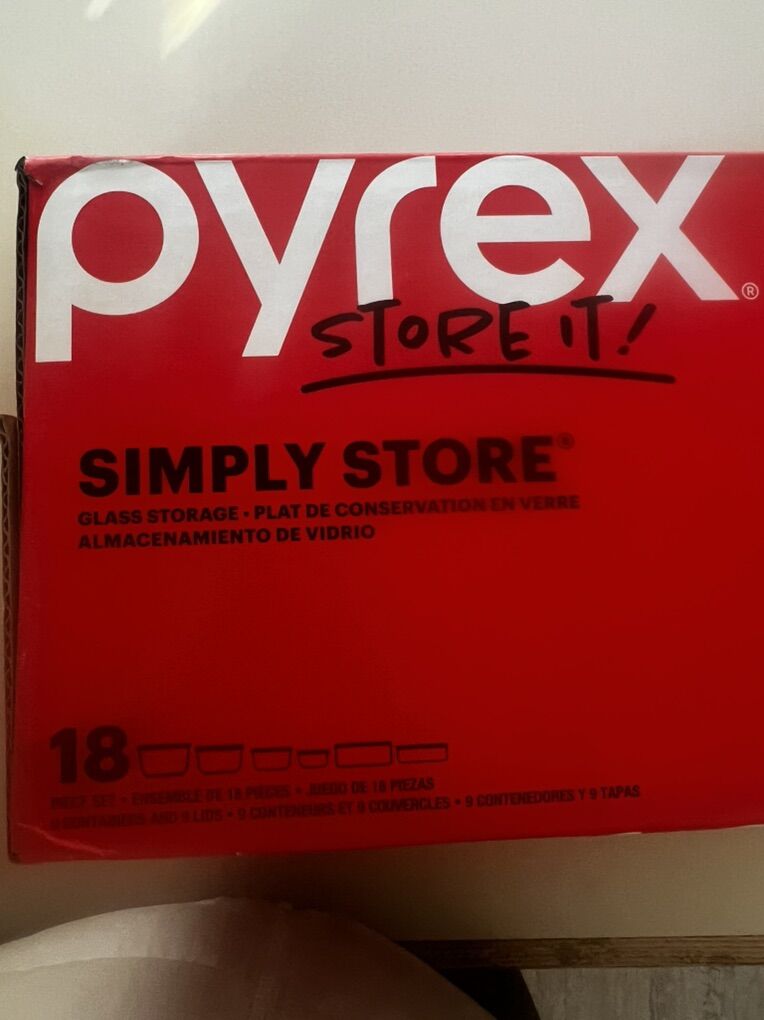 pyrex®
STORE IT!
SIMPLY STORE®
GLASS STORAGE • PLAT DE CONSERVATION EN VERRE
ALMACENAMIENTO DE VIDRIO
18
PIECE SET • ENSEMBLE DE 18 PIÈCES • JUEGO DE 18 PIEZAS
9 CONTAINERS AND 9 LIDS • 9 CONTENEURS ET 9 COUVERCLES • 9 CONTENEDORES Y 9 TAPAS